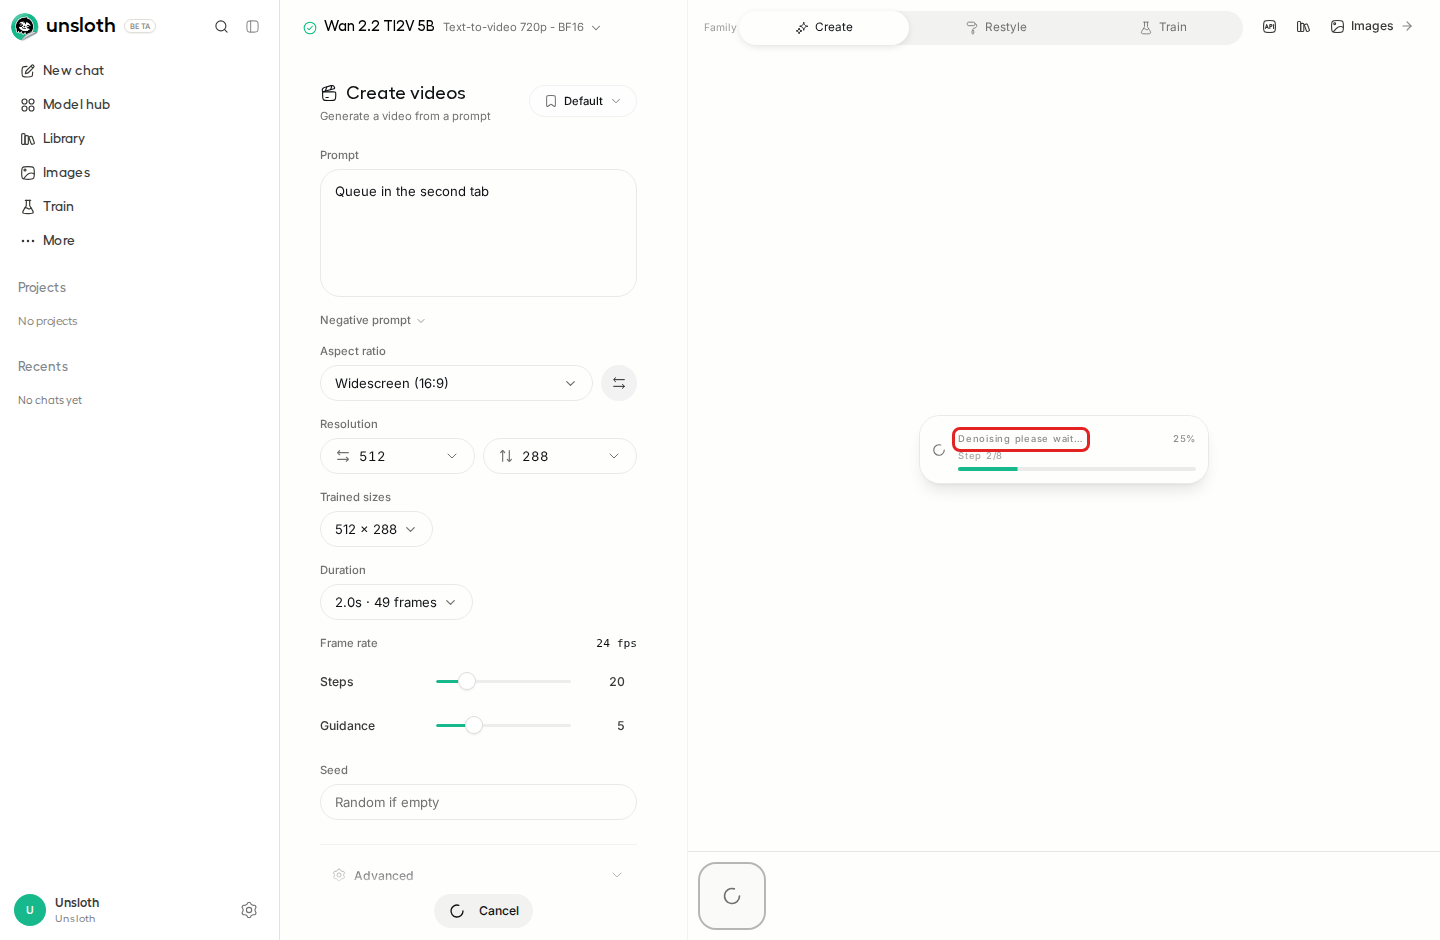 unsloth BETA
New chat
Model hub
Library
Images
Train
More
Projects
No projects
Recents
No chats yet
U
Unsloth
Unsloth
Wan 2.2 TI2V 5B Text-to-video 720p - BF16
Create videos
Generate a video from a prompt
Default
Prompt
Queue in the second tab
Negative prompt
Aspect ratio
Widescreen (16:9)
Resolution
512
288
Trained sizes
512 × 288
Duration
2.0s · 49 frames
Frame rate 24 fps
Steps 20
Guidance 5
Seed
Random if empty
Advanced
Cancel
Family
Create
Restyle
Train
API
Images
Denoising please wait... 25%
Step 2/8